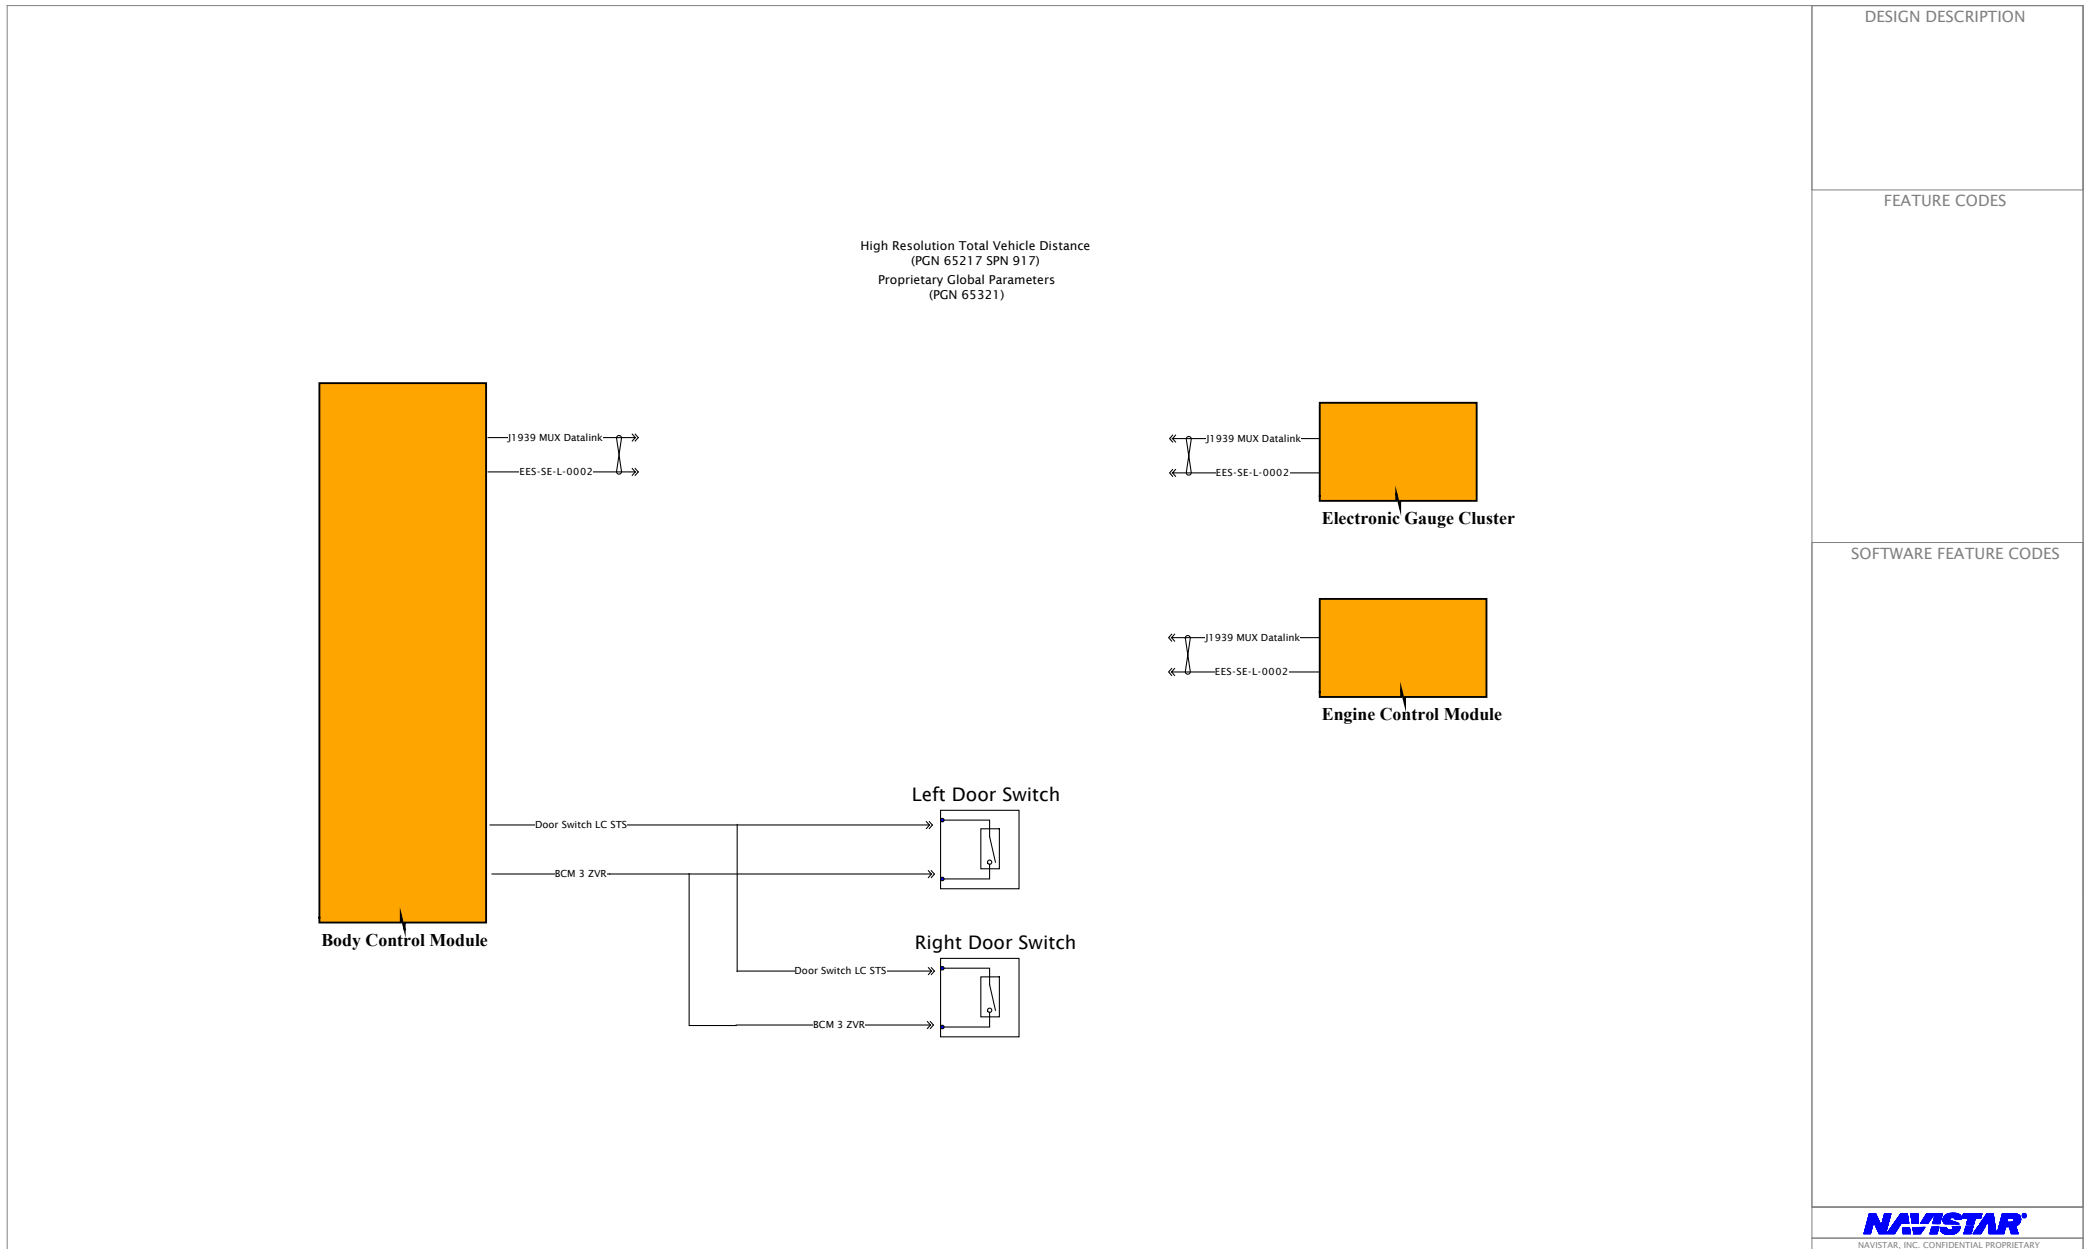 DESIGN DESCRIPTION
FEATURE CODES
High Resolution Total Vehicle Distance
(PGN 65217 SPN 917)
Proprietary Global Parameters
(PGN 65321)
J1939 MUX Datalink
EES-SE-L-0002
J1939 MUX Datalink
EES-SE-L-0002
Electronic Gauge Cluster
SOFTWARE FEATURE CODES
J1939 MUX Datalink
EES-SE-L-0002
Engine Control Module
Left Door Switch
Door Switch LC STS
BCM 3 ZVR
Body Control Module
Right Door Switch
Door Switch LC STS
BCM 3 ZVR
NAVISTAR®
NAVISTAR, INC. CONFIDENTIAL PROPRIETARY